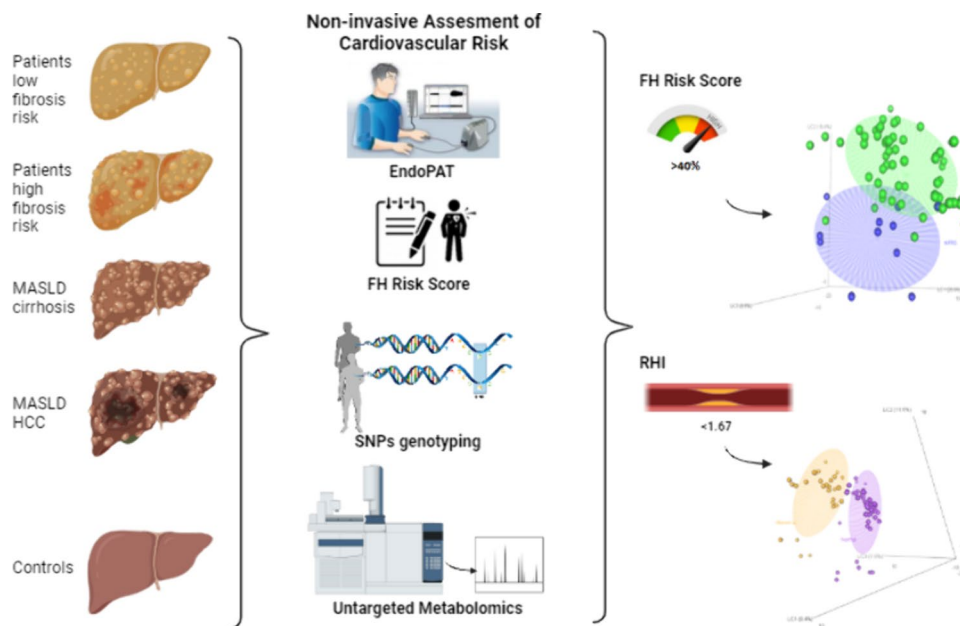 Patients
low
fibrosis
risk
Patients
high
fibrosis
risk
MASLD
cirrhosis
MASLD
HCC
Controls
Non-invasive Assesment of
Cardiovascular Risk
EndoPAT
FH Risk Score
SNPs genotyping
Untargeted Metabolomics
FH Risk Score
HIGH
>40%
RHI
<1.67